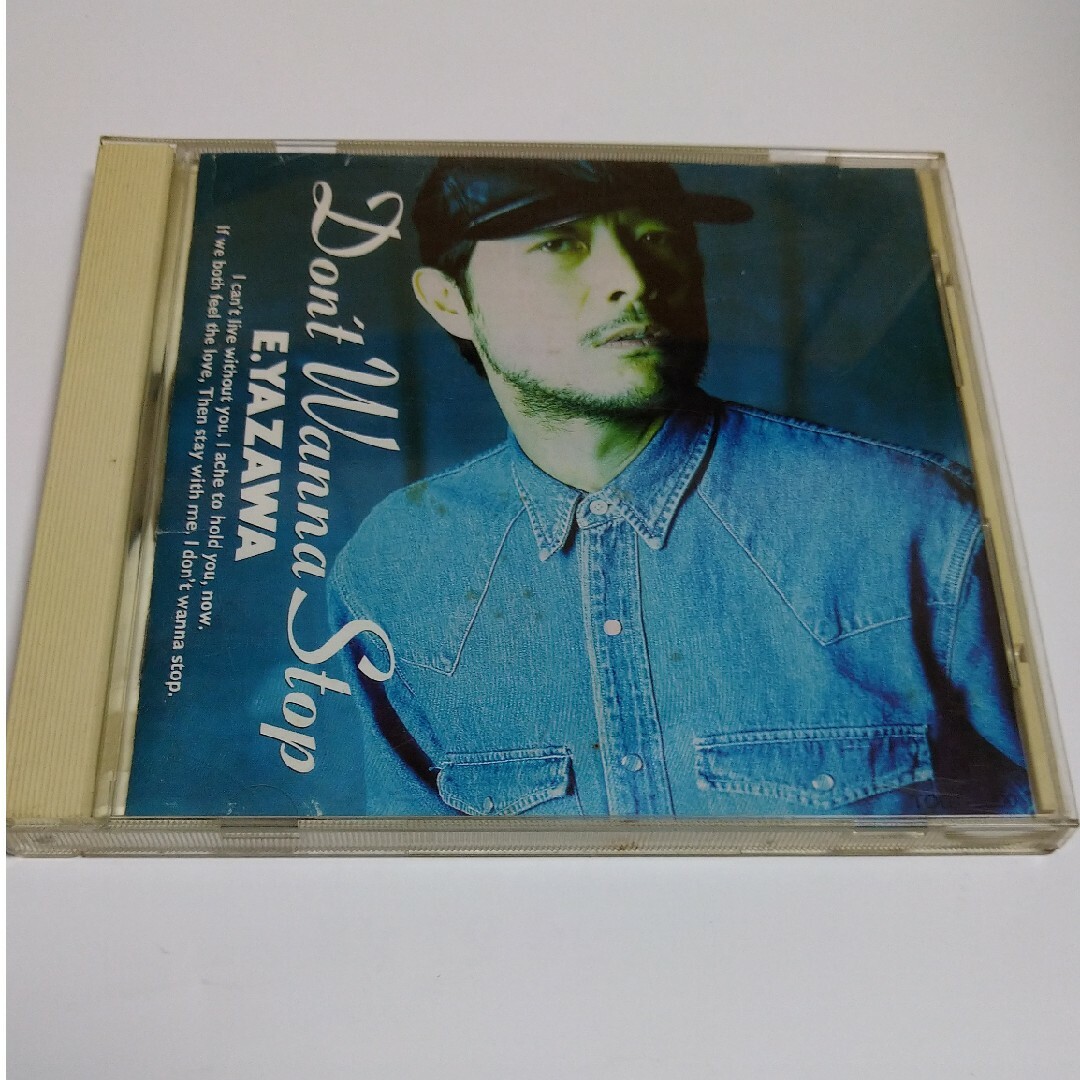 Don't Wanna Stop
E.YAZAWA
I can't live without you, I ache to hold you, now.
If we both feel the love, Then stay with me, I don't wanna stop.